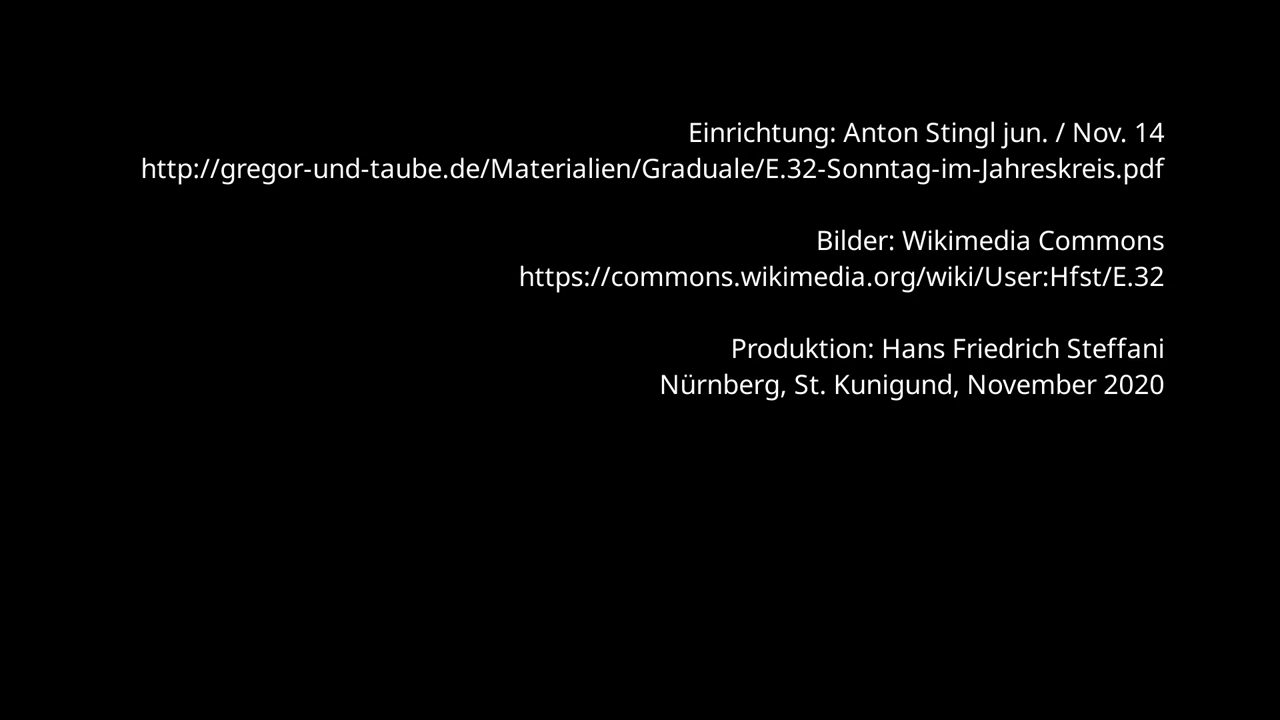 Einrichtung: Anton Stingl jun. / Nov. 14
http://gregor-und-taube.de/Materialien/Graduale/E.32-Sonntag-im-Jahreskreis.pdf
Bilder: Wikimedia Commons
https://commons.wikimedia.org/wiki/User:Hfst/E.32
Produktion: Hans Friedrich Steffani
Nürnberg, St. Kunigund, November 2020